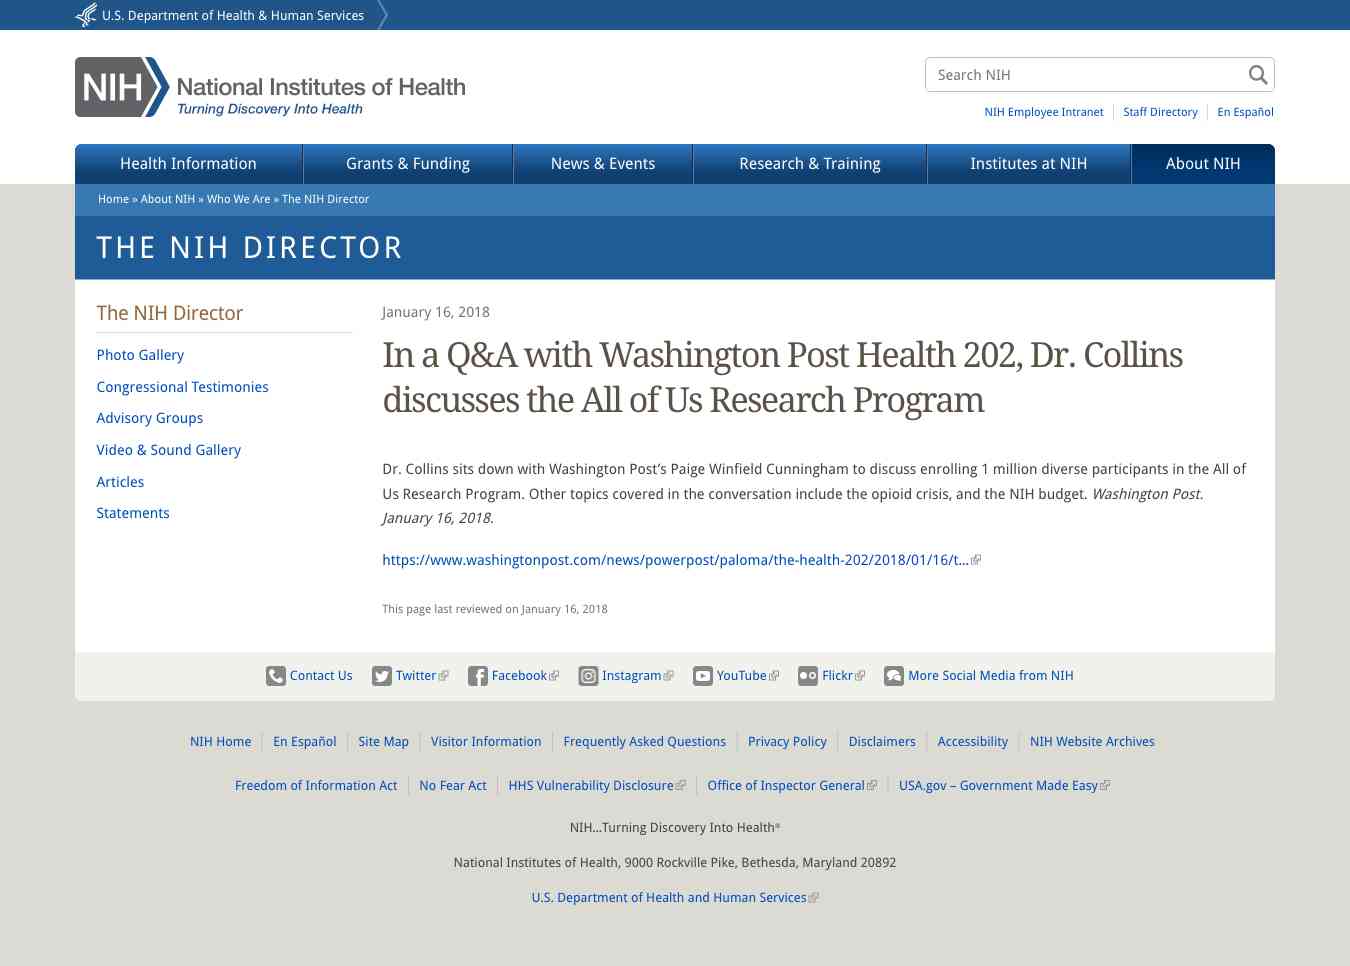 U.S. Department of Health & Human Services
NIH National Institutes of Health
Turning Discovery Into Health
Search NIH
NIH Employee Intranet Staff Directory En Español
Health Information Grants & Funding News & Events Research & Training Institutes at NIH About NIH
Home » About NIH » Who We Are » The NIH Director
THE NIH DIRECTOR
The NIH Director
Photo Gallery
Congressional Testimonies
Advisory Groups
Video & Sound Gallery
Articles
Statements
January 16, 2018
In a Q&A with Washington Post Health 202, Dr. Collins
discusses the All of Us Research Program
Dr. Collins sits down with Washington Post’s Paige Winfield Cunningham to discuss enrolling 1 million diverse participants in the All of
Us Research Program. Other topics covered in the conversation include the opioid crisis, and the NIH budget. Washington Post.
January 16, 2018.
https://www.washingtonpost.com/news/powerpost/paloma/the-health-202/2018/01/16/t...
This page last reviewed on January 16, 2018
Contact Us Twitter Facebook Instagram YouTube Flickr More Social Media from NIH
NIH Home En Español Site Map Visitor Information Frequently Asked Questions Privacy Policy Disclaimers Accessibility NIH Website Archives
Freedom of Information Act No Fear Act HHS Vulnerability Disclosure Office of Inspector General USA.gov – Government Made Easy
NIH...Turning Discovery Into Health®
National Institutes of Health, 9000 Rockville Pike, Bethesda, Maryland 20892
U.S. Department of Health and Human Services